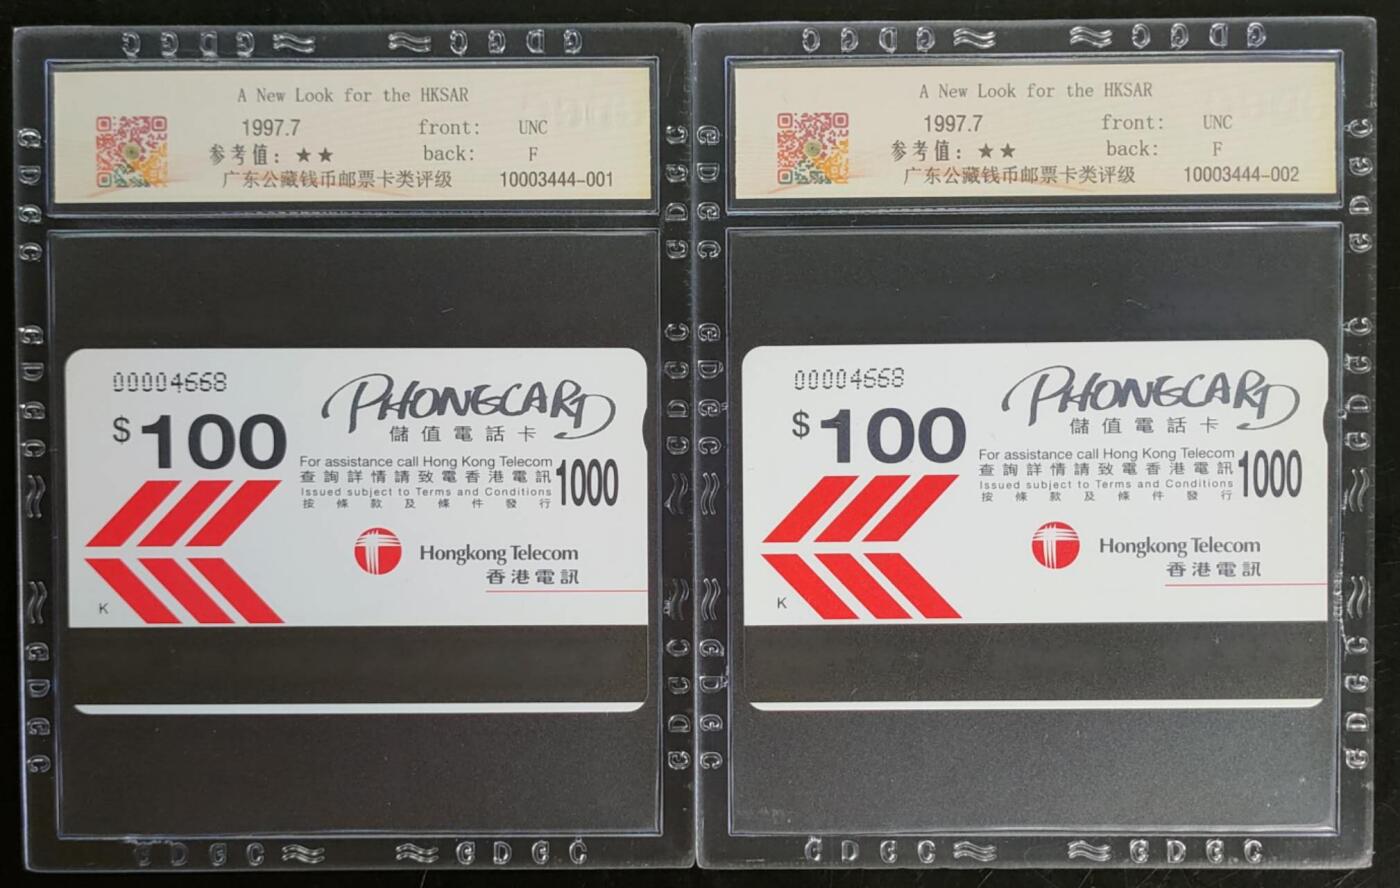 A New Look for the HKSAR
1997.7 front: UNC
参考值：★★ back: F
广东公藏钱币邮票卡类评级 10003444-001
00004668
$100
PHONECARD
儲值電話卡
For assistance call Hong Kong Telecom
查詢詳情請致電香港電訊
Issued subject to Terms and Conditions
按條款及條件發行
1000
Hongkong Telecom
香港電訊
K
A New Look for the HKSAR
1997.7 front: UNC
参考值：★★ back: F
广东公藏钱币邮票卡类评级 10003444-002
00004668
$100
PHONECARD
儲值電話卡
For assistance call Hong Kong Telecom
查詢詳情請致電香港電訊
Issued subject to Terms and Conditions
按條款及條件發行
1000
Hongkong Telecom
香港電訊
K